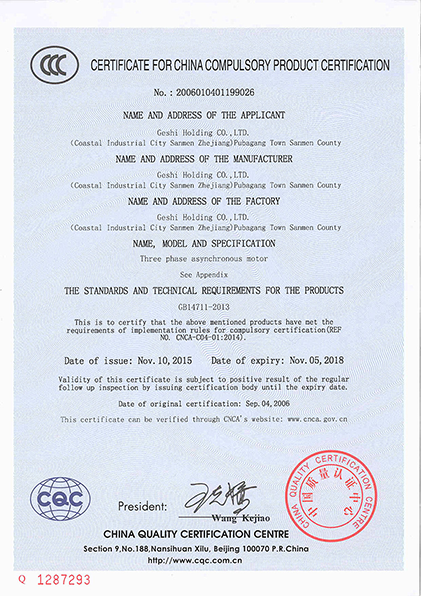 CERTIFICATE FOR CHINA COMPULSORY PRODUCT CERTIFICATION
No. : 2006010401199026
NAME AND ADDRESS OF THE APPLICANT
Geshi Holding CO.,LTD.
(Coastal Industrial City Sanmen Zhejiang)Pubagang Town Sanmen County
NAME AND ADDRESS OF THE MANUFACTURER
Geshi Holding CO.,LTD.
(Coastal Industrial City Sanmen Zhejiang)Pubagang Town Sanmen County
NAME AND ADDRESS OF THE FACTORY
Geshi Holding CO.,LTD.
(Coastal Industrial City Sanmen Zhejiang)Pubagang Town Sanmen County
NAME, MODEL AND SPECIFICATION
Three phase asynchronous motor
See Appendix
THE STANDARDS AND TECHNICAL REQUIREMENTS FOR THE PRODUCTS
GB14711-2013
This is to certify that the above mentioned products have met the
requirements of implementation rules for compulsory certification(REF
NO. CNCA-C04-01:2014).
Date of issue: Nov. 10, 2015 Date of expiry: Nov. 05, 2018
Validity of this certificate is subject to positive result of the regular
follow up inspection by issuing certification body until the expiry date.
Date of original certification: Sep. 04, 2006
This certificate can be verified through CNCA's website: www.cnca.gov.cn
CQC
President:
Wang Kejiao
CHINA QUALITY CERTIFICATION CENTRE
中国质量认证中心
CHINA QUALITY CERTIFICATION CENTRE
Section 9,No.188,Nansihuan Xilu, Beijing 100070 P.R.China
http://www.cqc.com.cn
Q 1287293